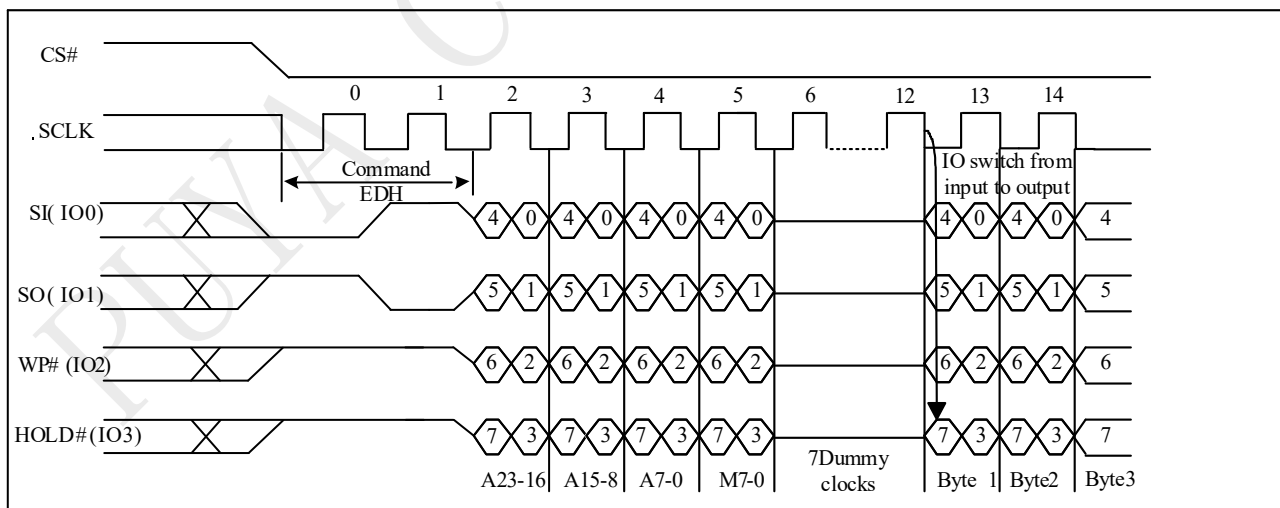 PUYA C
CS#
0 1 2 3 4 5 6 12 13 14
.SCLK
Command
EDH
IO switch from
input to output
SI( IO0) 4 0 4 0 4 0 4 0 4 0 4 0 4
SO( IO1) 5 1 5 1 5 1 5 1 5 1 5 1 5
WP# (IO2) 6 2 6 2 6 2 6 2 6 2 6 2 6
HOLD# (IO3) 7 3 7 3 7 3 7 3 7 3 7 3 7
A23-16 A15-8 A7-0 M7-0 7Dummy
clocks Byte 1 Byte2 Byte3